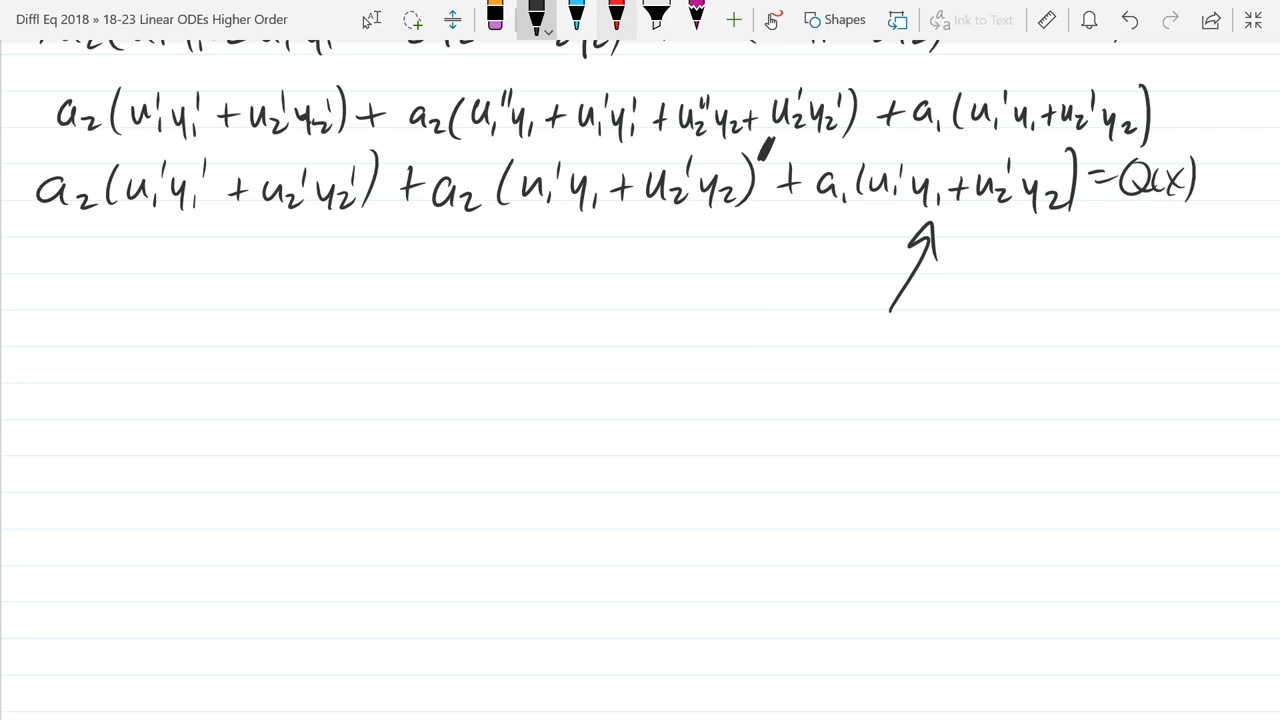 Diffl Eq 2018 » 18-23 Linear ODEs Higher Order
Shapes
Ink to Text
a₂(u₁'y₁' + u₂'y₂') + a₂(u₁''y₁ + u₁'y₁' + u₂''y₂ + u₂'y₂') + a₁(u₁'y₁ + u₂'y₂)
a₂(u₁'y₁' + u₂'y₂') + a₂(u₁'y₁ + u₂'y₂)' + a₁(u₁'y₁ + u₂'y₂) = Q(x)